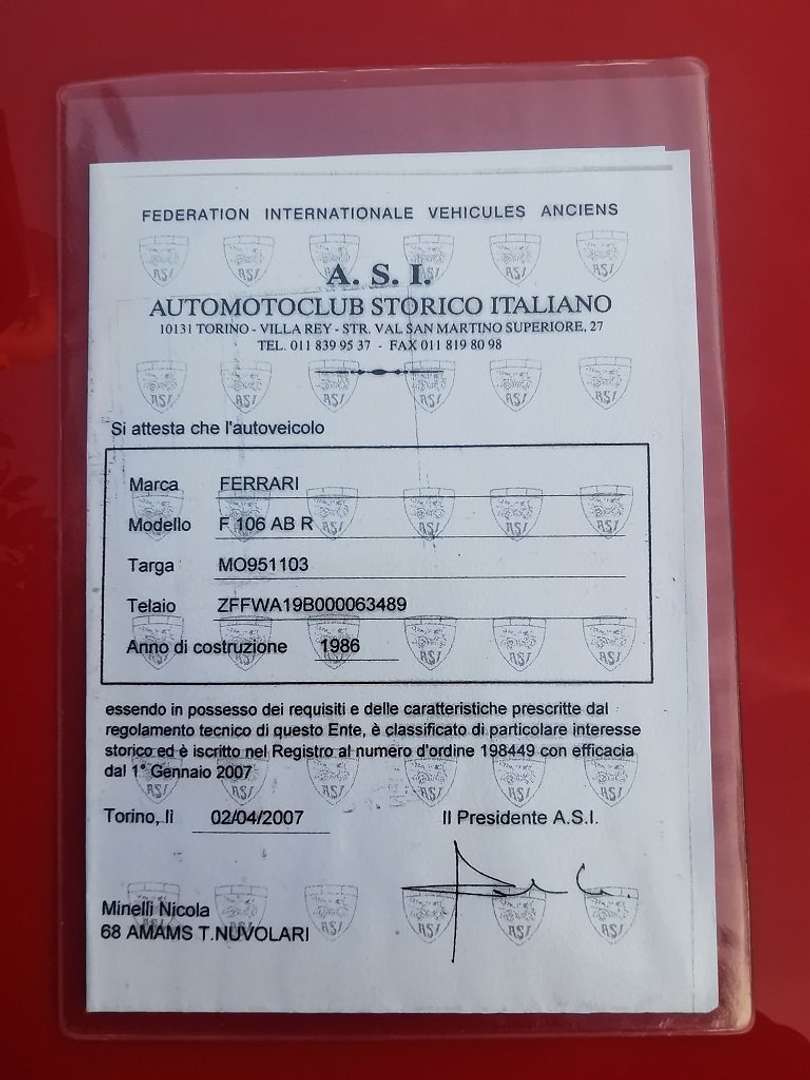 FEDERATION INTERNATIONALE VEHICULES ANCIENS
A. S. I.
AUTOMOTOCLUB STORICO ITALIANO
10131 TORINO - VILLA REY - STR. VAL SAN MARTINO SUPERIORE, 27
TEL. 011 839 95 37 - FAX 011 819 80 98
Si attesta che l'autoveicolo
Marca FERRARI
Modello F 106 AB R
Targa MO951103
Telaio ZFFWA19B000063489
Anno di costruzione 1986
essendo in possesso dei requisiti e delle caratteristiche prescritte dal
regolamento tecnico di questo Ente, è classificato di particolare interesse
storico ed è iscritto nel Registro al numero d'ordine 198449 con efficacia
dal 1° Gennaio 2007
Torino, lì 02/04/2007 Il Presidente A.S.I.
Minelli Nicola
68 AMAMS T.NUVOLARI